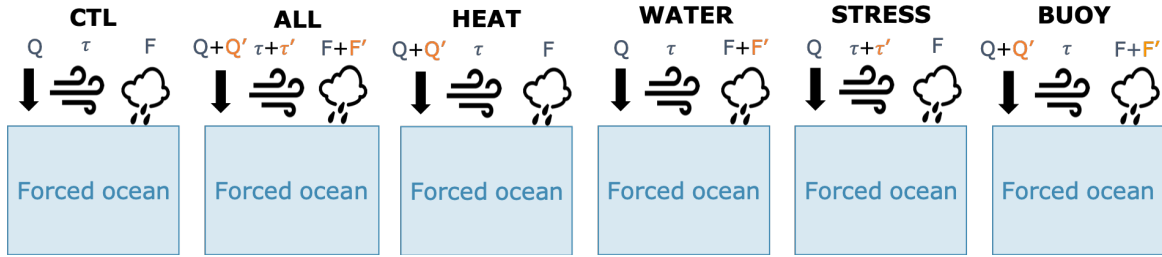 CTL ALL HEAT WATER STRESS BUOY
Q τ F Q+Q′ τ+τ′ F+F′ Q+Q′ τ F Q τ F+F′ Q τ+τ′ F Q+Q′ τ F+F′
Forced ocean Forced ocean Forced ocean Forced ocean Forced ocean Forced ocean